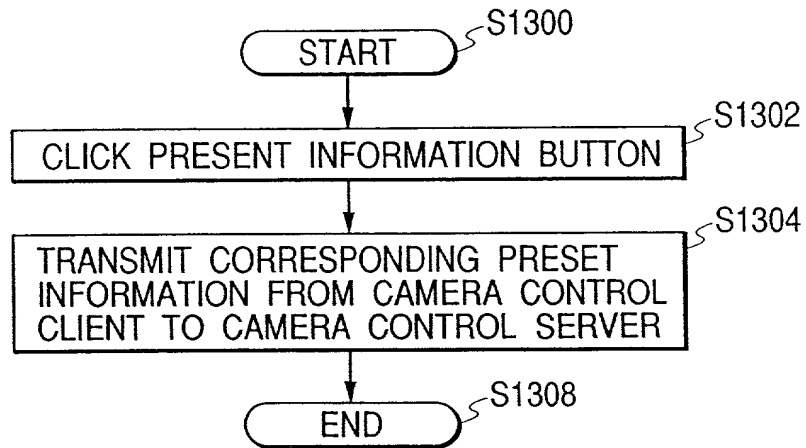 START
S1300
CLICK PRESENT INFORMATION BUTTON
S1302
TRANSMIT CORRESPONDING PRESET
INFORMATION FROM CAMERA CONTROL
CLIENT TO CAMERA CONTROL SERVER
S1304
END
S1308